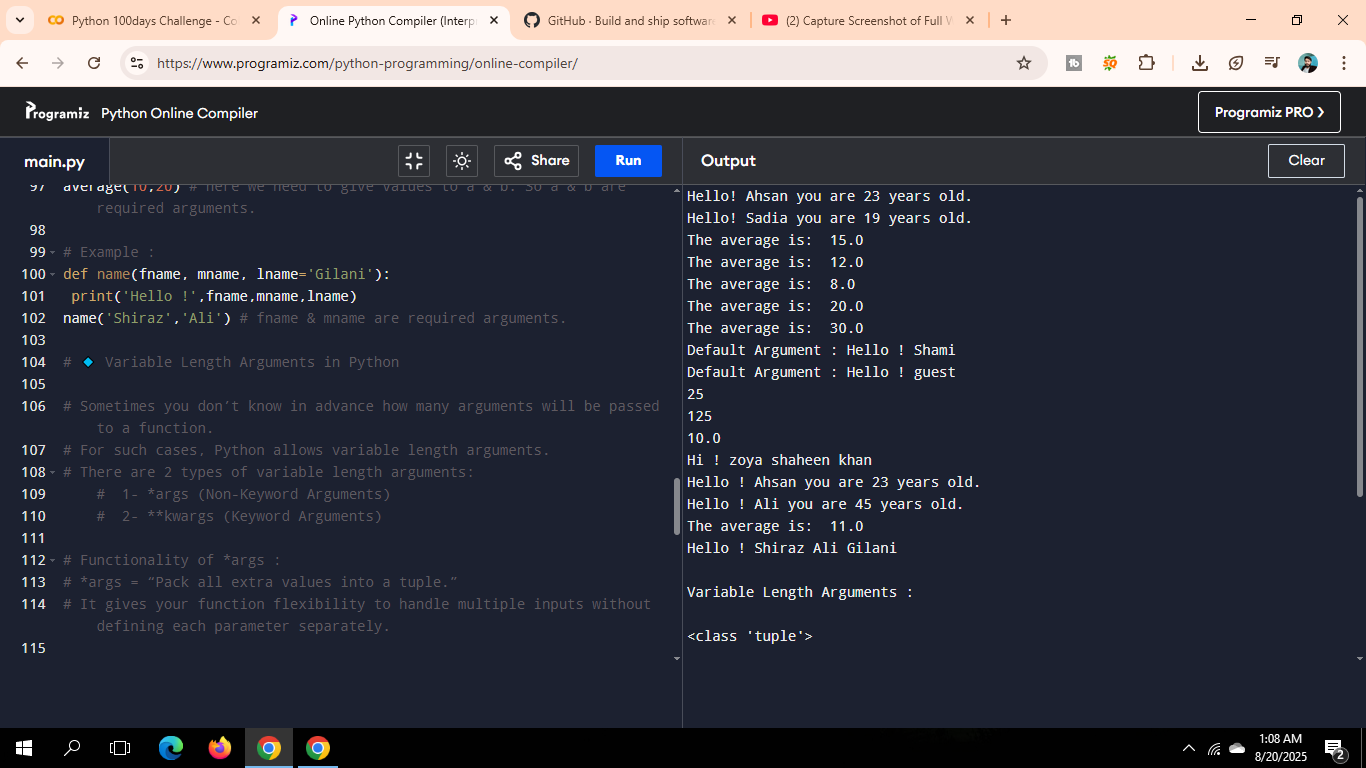 Python 100days Challenge - Co
Online Python Compiler (Interp
GitHub · Build and ship software
(2) Capture Screenshot of Full W
https://www.programiz.com/python-programming/online-compiler/
Programiz Python Online Compiler
Programiz PRO
main.py
Share
Run
97 average(10,20) # here we need to give values to a & b. So a & b are
required arguments.
98
99 # Example :
100 def name(fname, mname, lname='Gilani'):
101 print('Hello !',fname,mname,lname)
102 name('Shiraz','Ali') # fname & mname are required arguments.
103
104 # 🔹 Variable Length Arguments in Python
105
106 # Sometimes you don’t know in advance how many arguments will be passed
to a function.
107 # For such cases, Python allows variable length arguments.
108 # There are 2 types of variable length arguments:
109 # 1- *args (Non-Keyword Arguments)
110 # 2- **kwargs (Keyword Arguments)
111
112 # Functionality of *args :
113 # *args = “Pack all extra values into a tuple.”
114 # It gives your function flexibility to handle multiple inputs without
defining each parameter separately.
115
Output
Clear
Hello! Ahsan you are 23 years old.
Hello! Sadia you are 19 years old.
The average is:  15.0
The average is:  12.0
The average is:  8.0
The average is:  20.0
The average is:  30.0
Default Argument : Hello ! Shami
Default Argument : Hello ! guest
25
125
10.0
Hi ! zoya shaheen khan
Hello ! Ahsan you are 23 years old.
Hello ! Ali you are 45 years old.
The average is:  11.0
Hello ! Shiraz Ali Gilani
Variable Length Arguments :
<class 'tuple'>
1:08 AM
8/20/2025
2